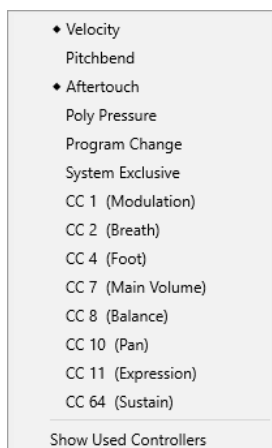 Velocity
Pitchbend
Aftertouch
Poly Pressure
Program Change
System Exclusive
CC 1 (Modulation)
CC 2 (Breath)
CC 4 (Foot)
CC 7 (Main Volume)
CC 8 (Balance)
CC 10 (Pan)
CC 11 (Expression)
CC 64 (Sustain)
Show Used Controllers